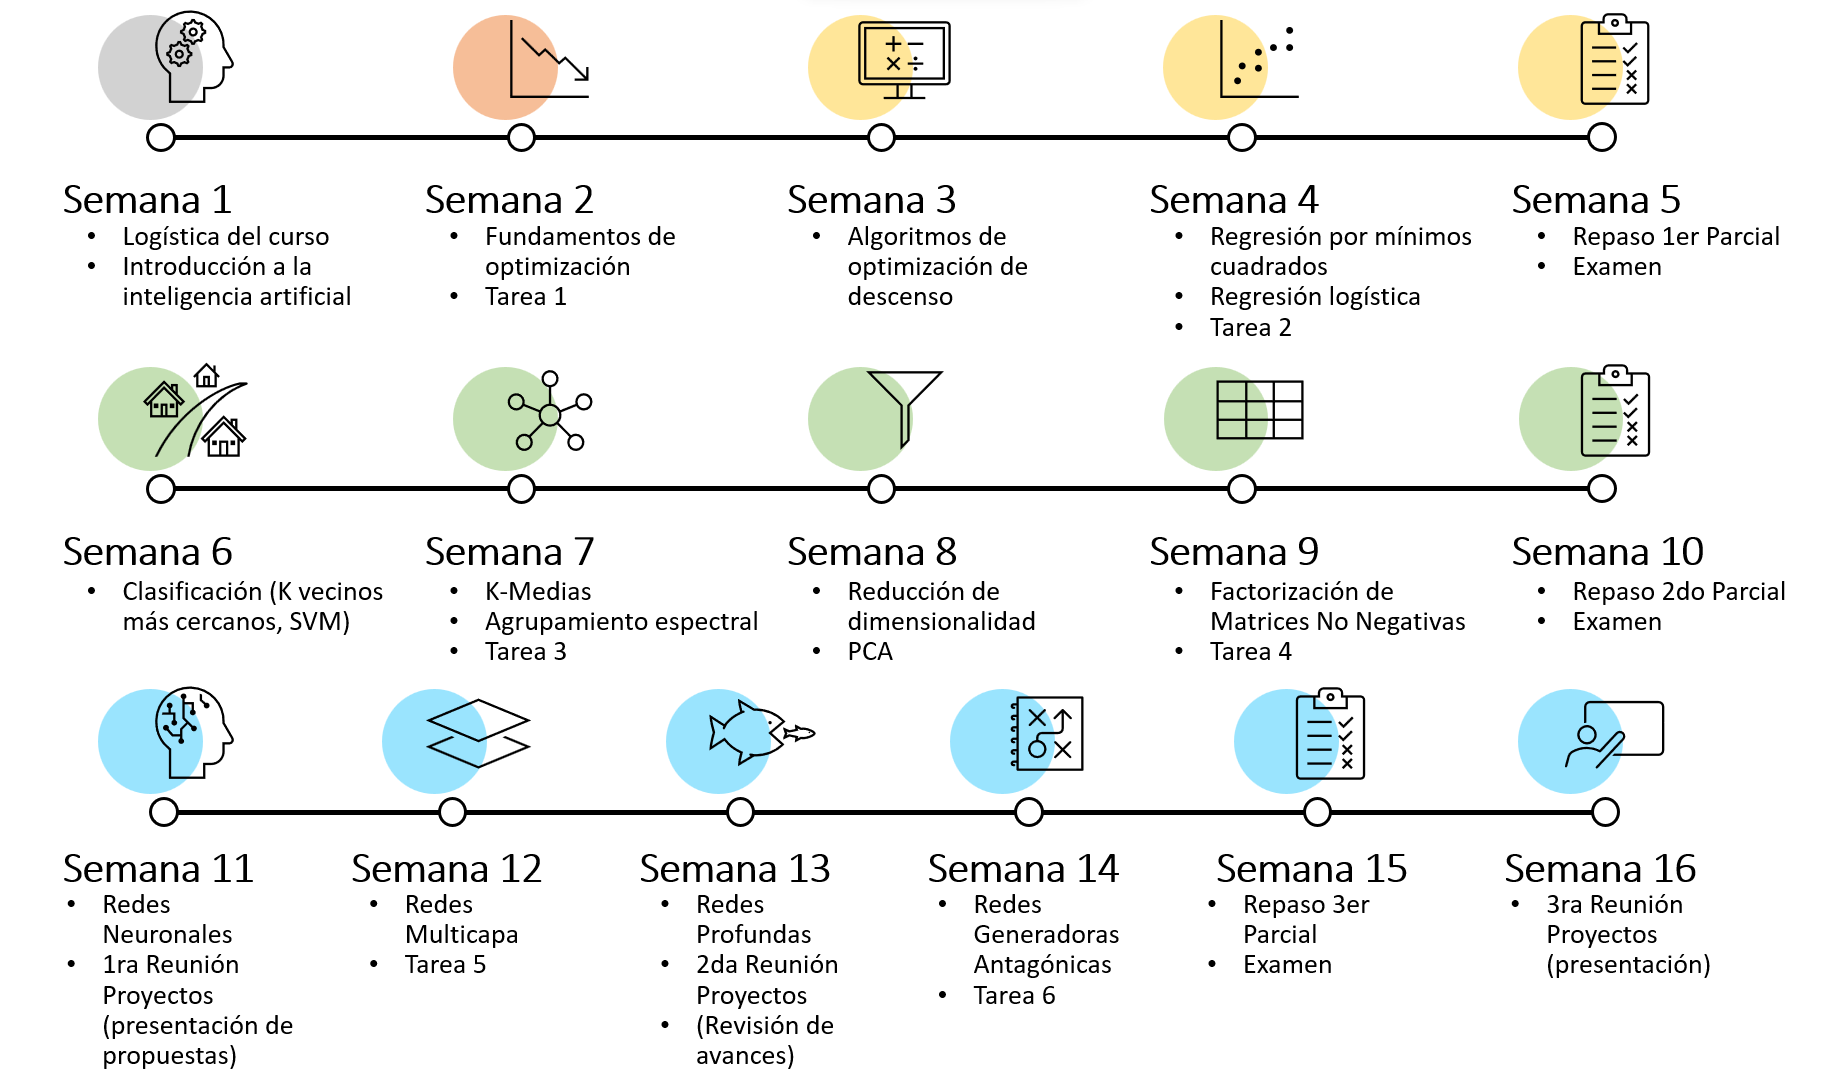 Semana 1
• Logística del curso
• Introducción a la
inteligencia artificial
Semana 2
• Fundamentos de
optimización
• Tarea 1
Semana 3
• Algoritmos de
optimización de
descenso
Semana 4
• Regresión por mínimos
cuadrados
• Regresión logística
• Tarea 2
Semana 5
• Repaso 1er Parcial
• Examen
Semana 6
• Clasificación (K vecinos
más cercanos, SVM)
Semana 7
• K-Medias
• Agrupamiento espectral
• Tarea 3
Semana 8
• Reducción de
dimensionalidad
• PCA
Semana 9
• Factorización de
Matrices No Negativas
• Tarea 4
Semana 10
• Repaso 2do Parcial
• Examen
Semana 11
• Redes
Neuronales
• 1ra Reunión
Proyectos
(presentación de
propuestas)
Semana 12
• Redes
Multicapa
• Tarea 5
Semana 13
• Redes
Profundas
• 2da Reunión
Proyectos
• (Revisión de
avances)
Semana 14
• Redes
Generadoras
Antagónicas
• Tarea 6
Semana 15
• Repaso 3er
Parcial
• Examen
Semana 16
• 3ra Reunión
Proyectos
(presentación)